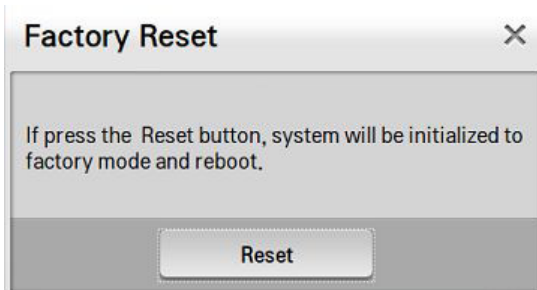 Factory Reset
If press the Reset button, system will be initialized to
factory mode and reboot.
Reset